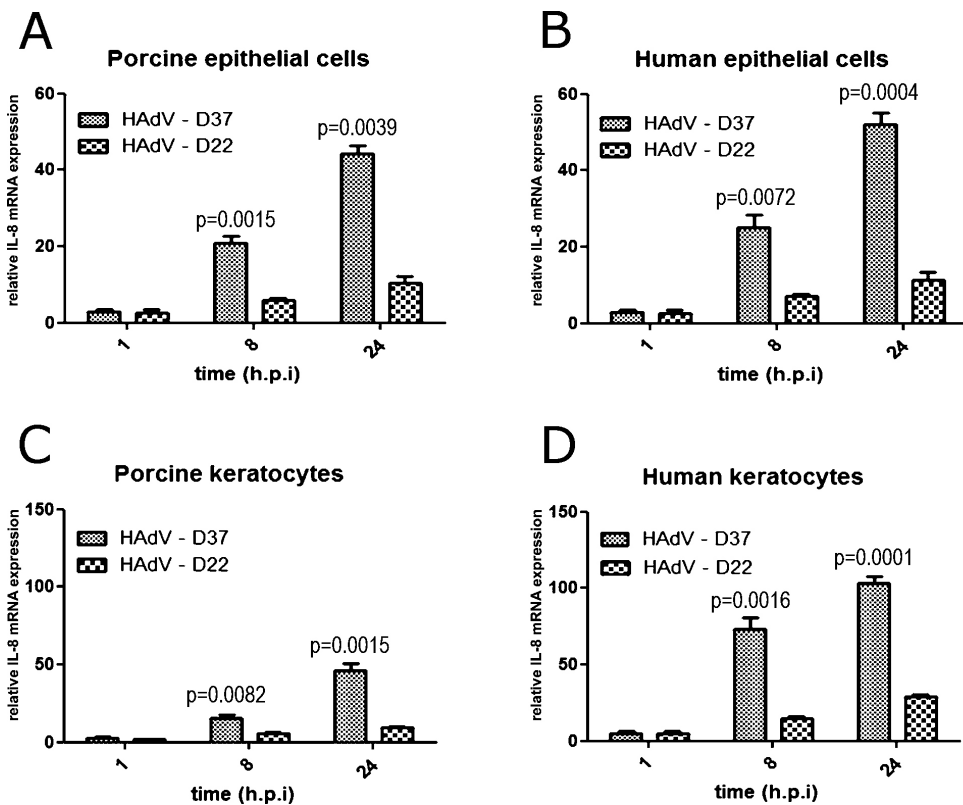 A
Porcine epithelial cells
relative IL-8 mRNA expression
60
40
20
0
HAdV - D37
HAdV - D22
p=0.0015
p=0.0039
1
8
24
time (h.p.i)
B
Human epithelial cells
relative IL-8 mRNA expression
60
40
20
0
HAdV - D37
HAdV - D22
p=0.0072
p=0.0004
1
8
24
time (h.p.i)
C
Porcine keratocytes
relative IL-8 mRNA expression
150
100
50
0
HAdV - D37
HAdV - D22
p=0.0082
p=0.0015
1
8
24
time (h.p.i)
D
Human keratocytes
relative IL-8 mRNA expression
150
100
50
0
HAdV - D37
HAdV - D22
p=0.0016
p=0.0001
1
8
24
time (h.p.i)